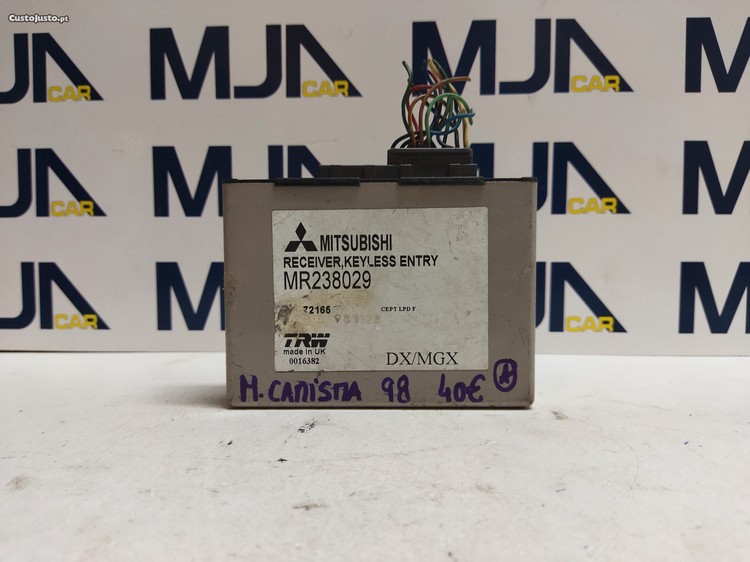 CustoJusto.pt
MJA CAR
MJA CAR
MJA CAR
MJA CAR
MJA CAR
MJA CAR
MITSUBISHI
RECEIVER,KEYLESS ENTRY
MR238029
72165
CEPT LPD F
TRW
made in UK
0016382
DX/MGX
M. CARISMA 98 40€ A